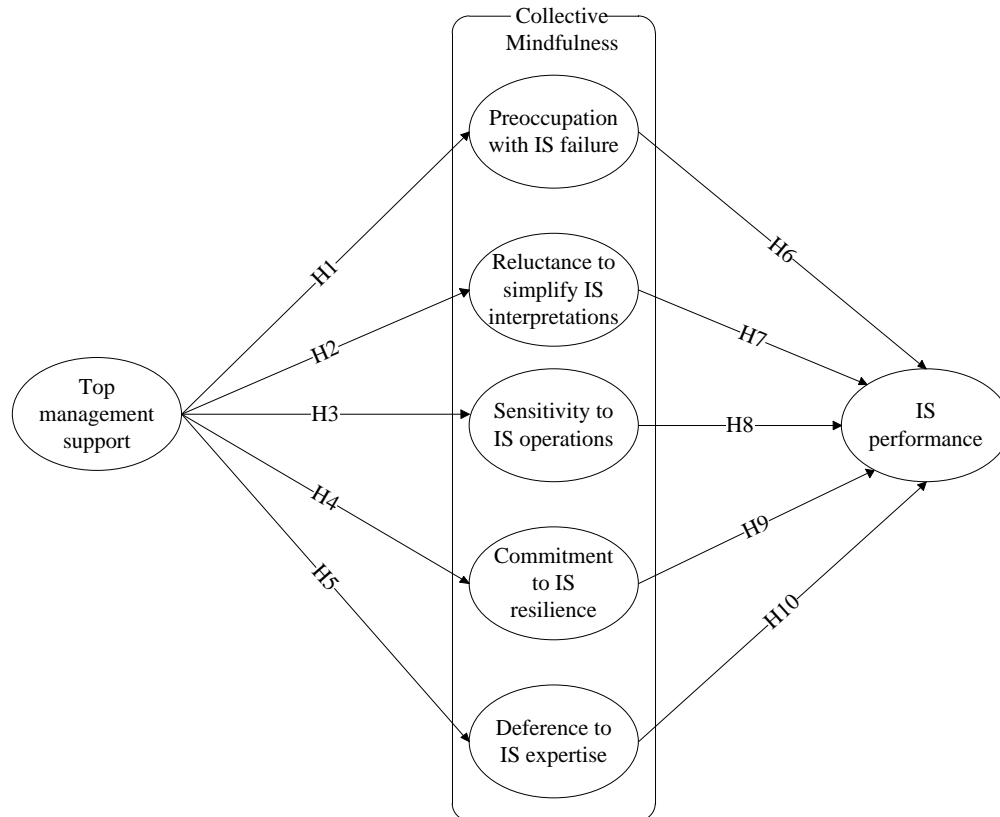 Collective
Mindfulness
Preoccupation
with IS failure
H1
H6
Reluctance to
simplify IS
interpretations
H2
H7
Top
management
support
H3
Sensitivity to
IS operations
H8
IS
performance
H4
Commitment
to IS
resilience
H9
H5
Deference to
IS expertise
H10